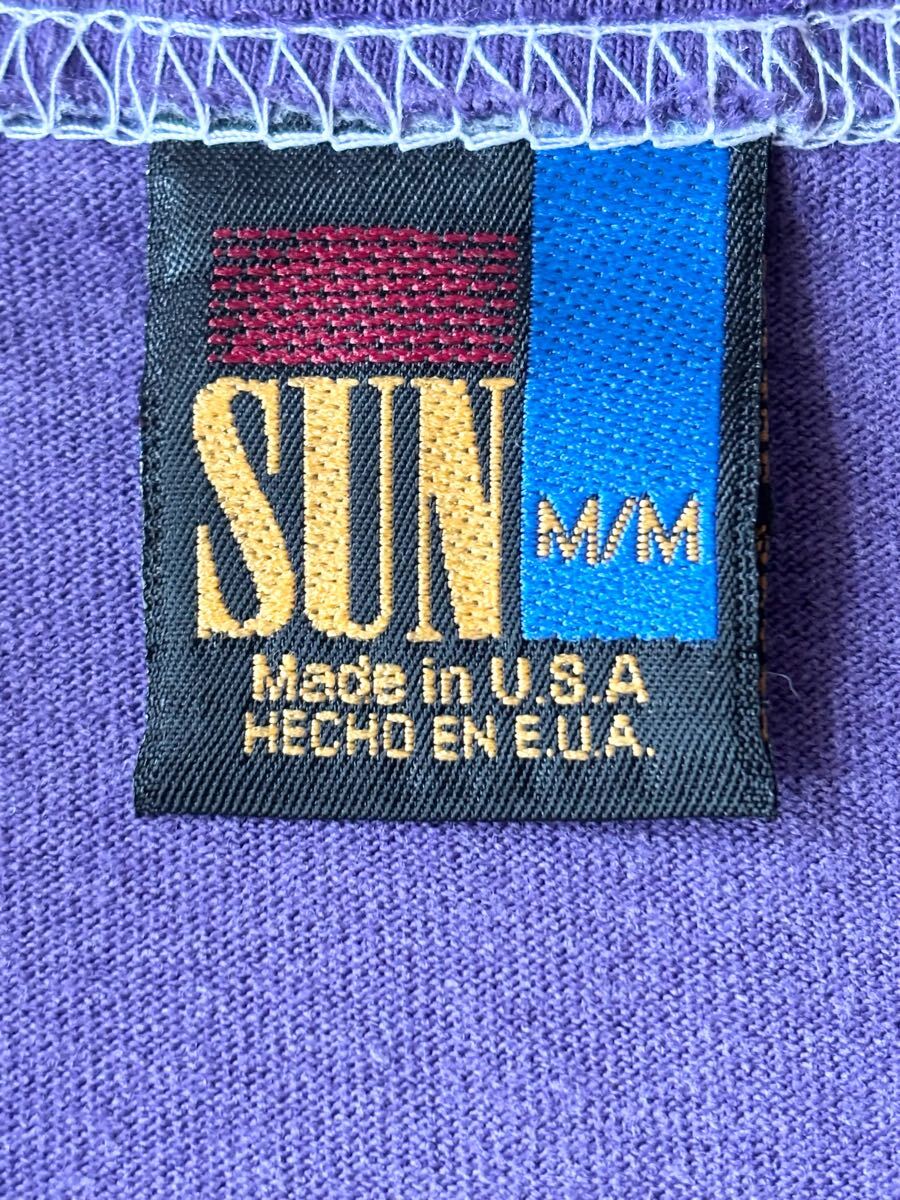 SUN
M/M
Made in U.S.A
HECHO EN E.U.A.